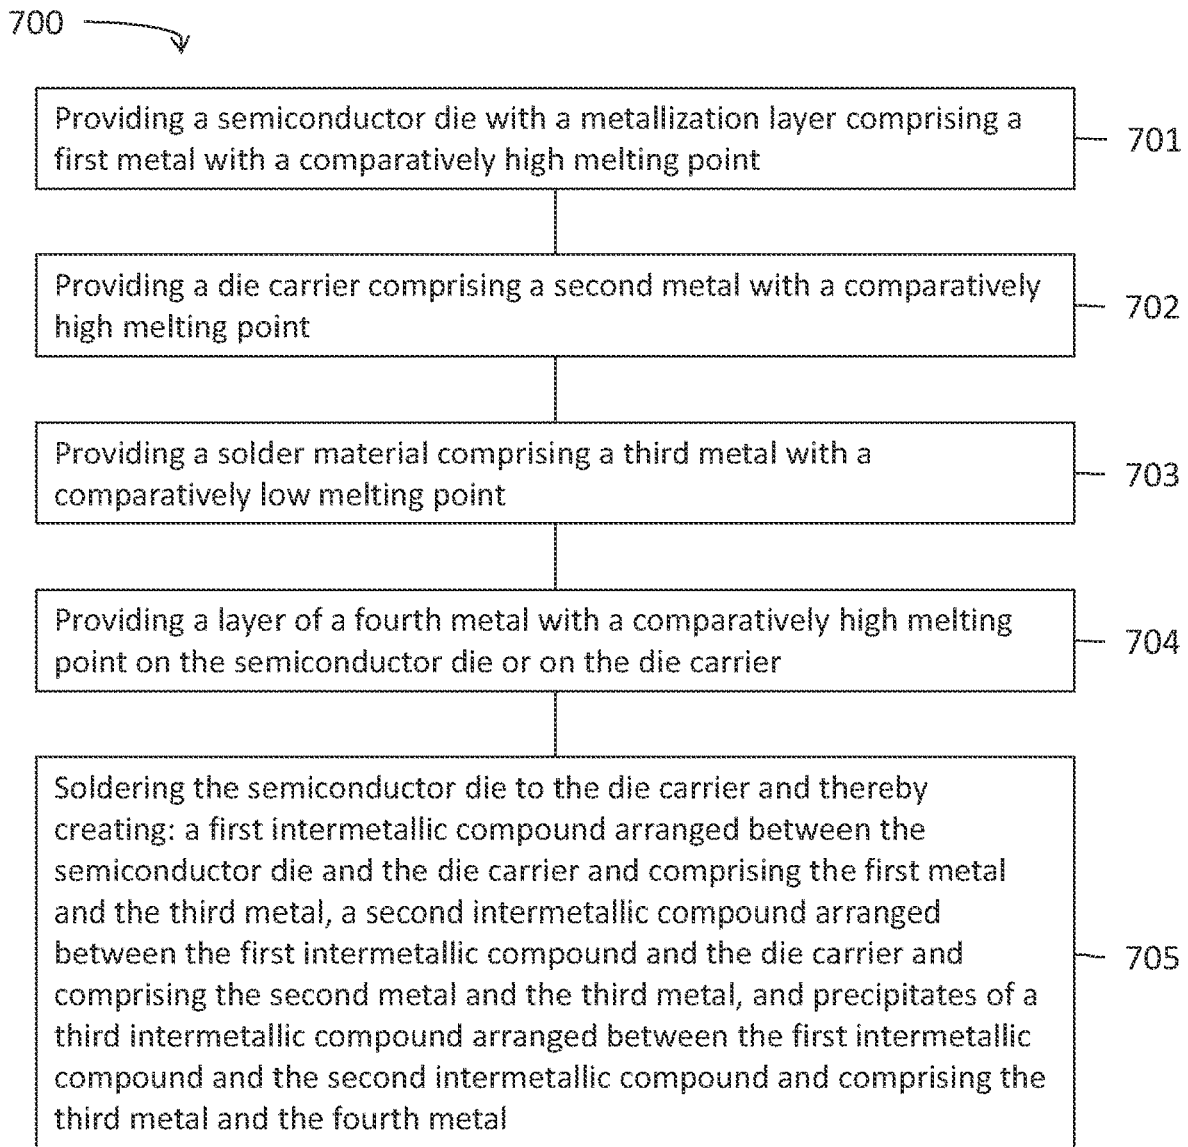 700
Providing a semiconductor die with a metallization layer comprising a
first metal with a comparatively high melting point
701
Providing a die carrier comprising a second metal with a comparatively
high melting point
702
Providing a solder material comprising a third metal with a
comparatively low melting point
703
Providing a layer of a fourth metal with a comparatively high melting
point on the semiconductor die or on the die carrier
704
Soldering the semiconductor die to the die carrier and thereby
creating: a first intermetallic compound arranged between the
semiconductor die and the die carrier and comprising the first metal
and the third metal, a second intermetallic compound arranged
between the first intermetallic compound and the die carrier and
comprising the second metal and the third metal, and precipitates of a
third intermetallic compound arranged between the first intermetallic
compound and the second intermetallic compound and comprising the
third metal and the fourth metal
705